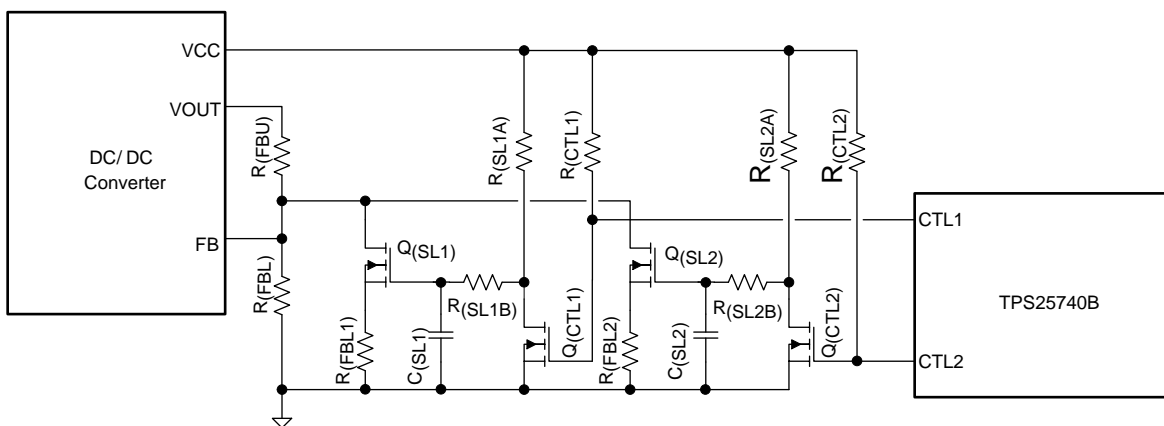 VCC
VOUT
DC/ DC
Converter
FB
R(FBU)
R(FBL)
R(SL1A)
R(CTL1)
R(SL2A)
R(CTL2)
Q(SL1)
R(SL1B)
R(FBL1)
C(SL1)
Q(CTL1)
Q(SL2)
R(SL2B)
R(FBL2)
C(SL2)
Q(CTL2)
CTL1
TPS25740B
CTL2